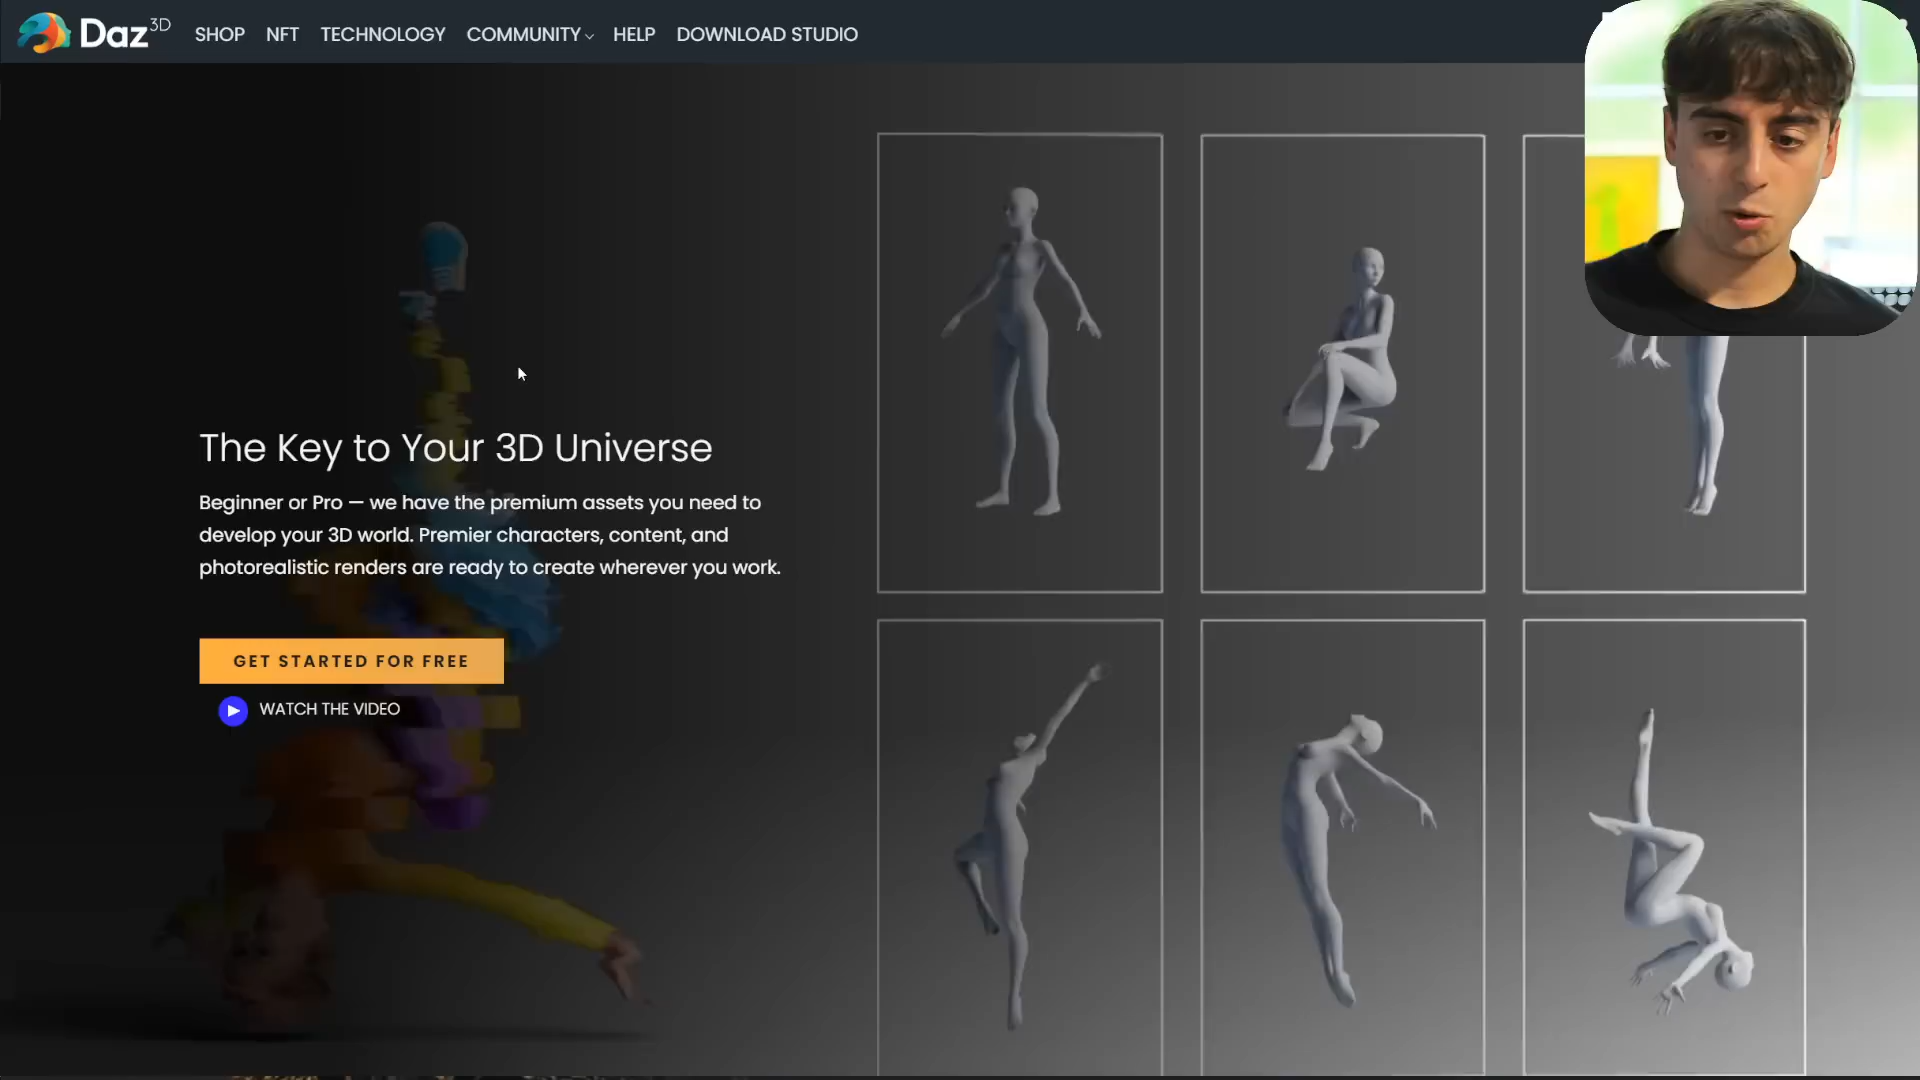 Daz 3D
SHOP NFT TECHNOLOGY COMMUNITY HELP DOWNLOAD STUDIO
The Key to Your 3D Universe
Beginner or Pro — we have the premium assets you need to
develop your 3D world. Premier characters, content, and
photorealistic renders are ready to create wherever you work.
GET STARTED FOR FREE
WATCH THE VIDEO